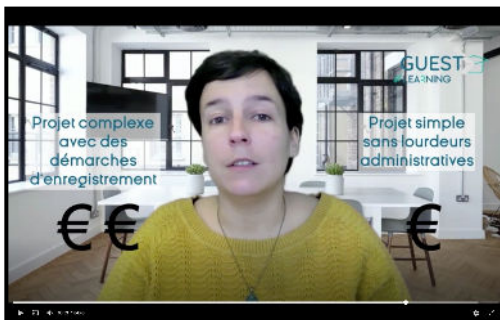 GUEST
LEARNING
Projet complexe
avec des
démarches
d'enregistrement
€€
Projet simple
sans lourdeurs
administratives
€